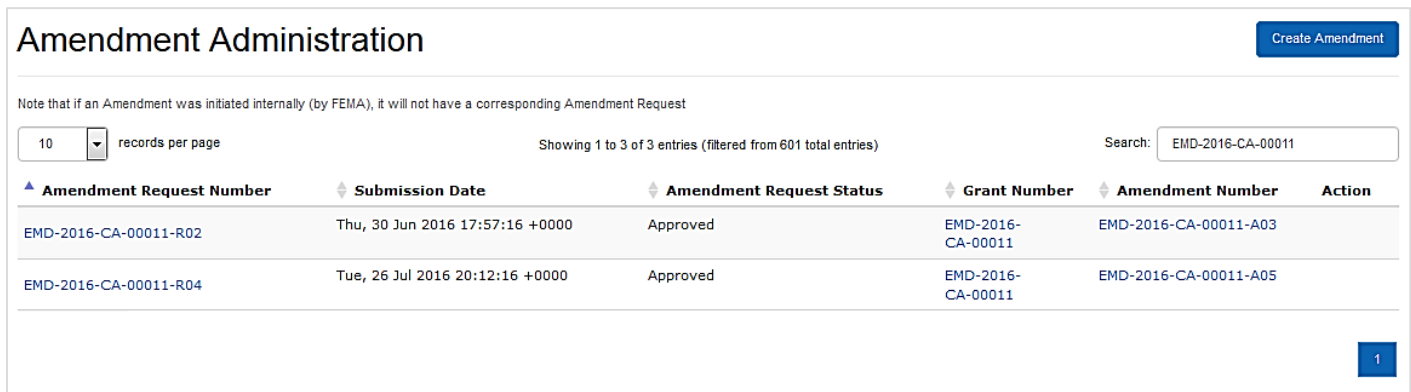 Amendment Administration
Create Amendment
Note that if an Amendment was initiated internally (by FEMA), it will not have a corresponding Amendment Request
10 records per page Showing 1 to 3 of 3 entries (filtered from 601 total entries) Search: EMD-2016-CA-00011
Amendment Request Number Submission Date Amendment Request Status Grant Number Amendment Number Action
EMD-2016-CA-00011-R02 Thu, 30 Jun 2016 17:57:16 +0000 Approved EMD-2016- EMD-2016-CA-00011-A03
CA-00011
EMD-2016-CA-00011-R04 Tue, 26 Jul 2016 20:12:16 +0000 Approved EMD-2016- EMD-2016-CA-00011-A05
CA-00011
1